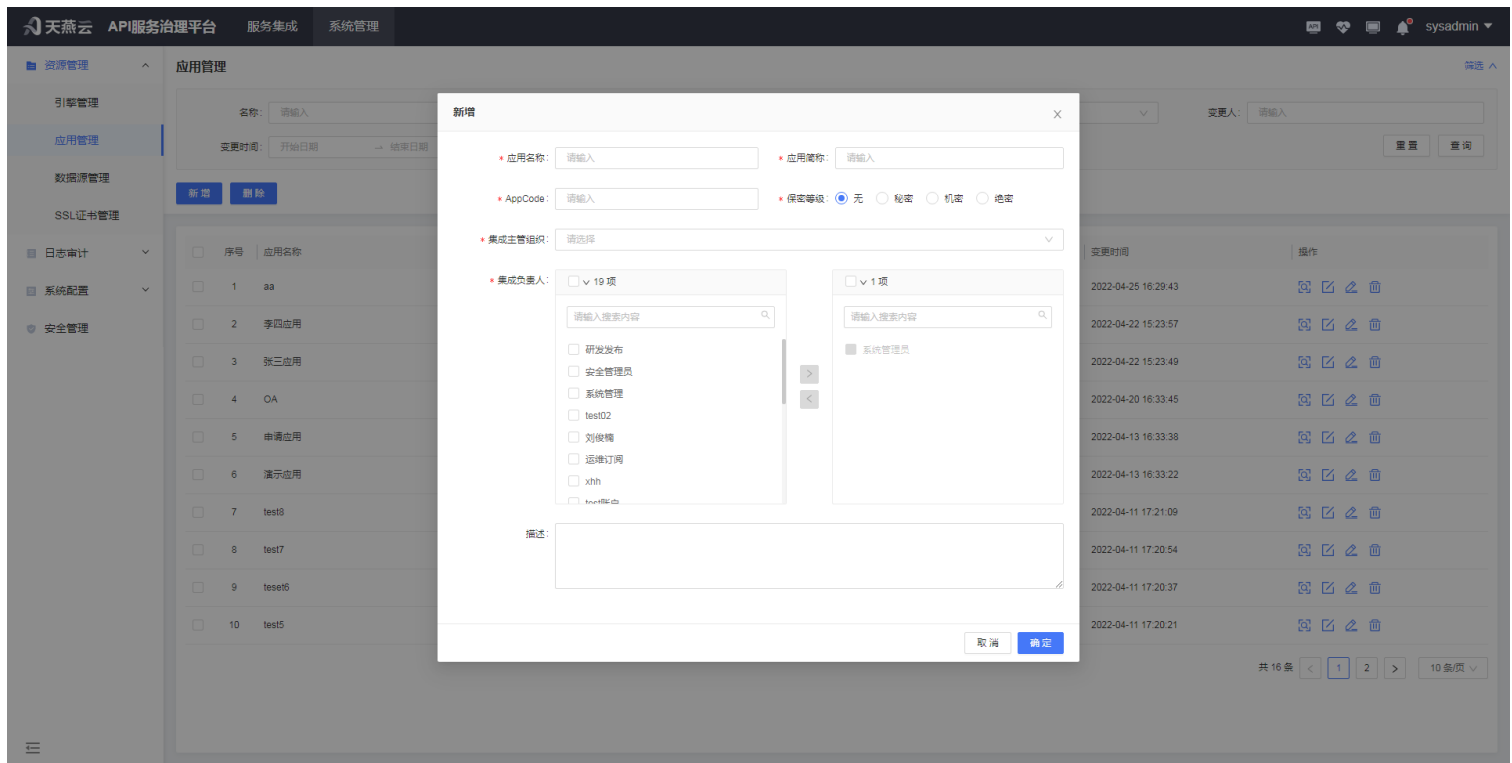 天燕云 API服务治理平台 服务集成 系统管理 sysadmin
资源管理
引擎管理
应用管理
数据源管理
SSL证书管理
日志审计
系统配置
安全管理
应用管理 筛选
名称: 请输入 变更人: 请输入
变更时间: 开始日期 → 结束日期 重置 查询
新增 删除
序号 应用名称 变更时间 操作
1 aa 2022-04-25 16:29:43
2 李四应用 2022-04-22 15:23:57
3 张三应用 2022-04-22 15:23:49
4 OA 2022-04-20 16:33:45
5 申请应用 2022-04-13 16:33:38
6 演示应用 2022-04-13 16:33:22
7 test8 2022-04-11 17:21:09
8 test7 2022-04-11 17:20:54
9 teset6 2022-04-11 17:20:37
10 test5 2022-04-11 17:20:21
共 16 条 < 1 2 > 10 条/页
新增
* 应用名称: 请输入 * 应用简称: 请输入
* AppCode: 请输入 * 保密等级: 无 秘密 机密 绝密
* 集成主管组织: 请选择
* 集成负责人: 19 项 1 项
请输入搜索内容 请输入搜索内容
研发发布 系统管理员
安全管理员
系统管理
test02
刘俊楠
运维订阅
xhh
test账户
描述:
取消 确定